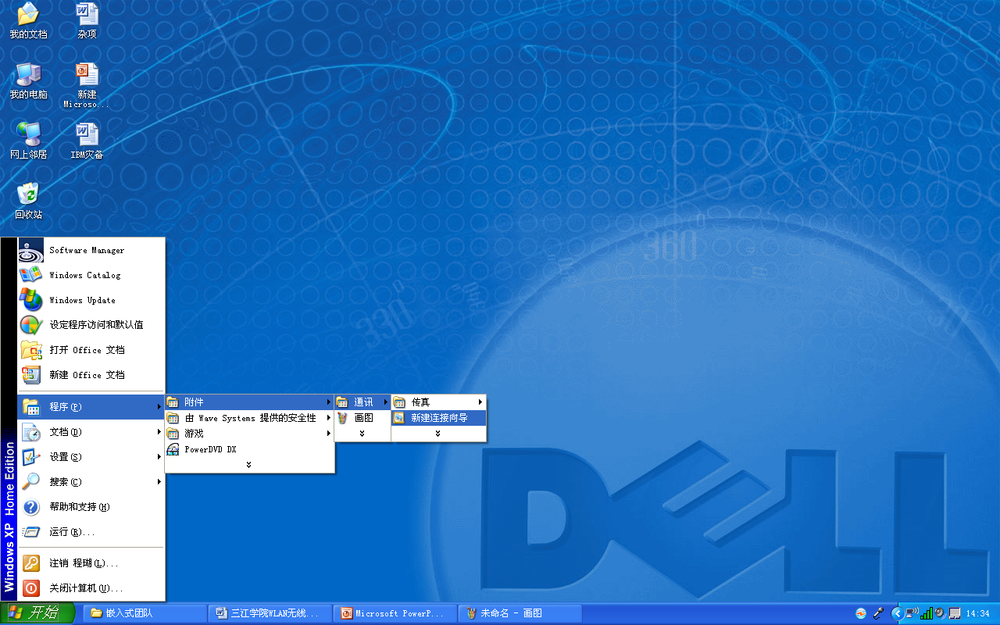 我的文档
杂项
我的电脑
新建
Microso...
网上邻居
IBM灾备
回收站
360°
330°
Software Manager
Windows Catalog
Windows Update
设定程序访问和默认值
打开 Office 文档
新建 Office 文档
程序(P)
附件
通讯
传真
由 Wave Systems 提供的安全性
画图
新建连接向导
游戏
PowerDVD DX
文档(D)
设置(S)
搜索(C)
帮助和支持(H)
运行(R)...
注销 程瑚(L)...
关闭计算机(U)...
Windows XP Home Edition
DELL
开始
嵌入式团队
三江学院WLAN无线...
Microsoft PowerP...
未命名 - 画图
14:34